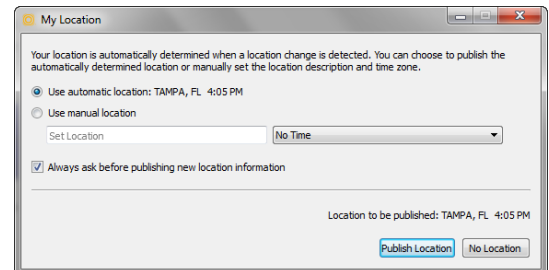 My Location
Your location is automatically determined when a location change is detected. You can choose to publish the
automatically determined location or manually set the location description and time zone.
Use automatic location: TAMPA, FL 4:05 PM
Use manual location
Set Location
No Time
Always ask before publishing new location information
Location to be published: TAMPA, FL 4:05 PM
Publish Location
No Location